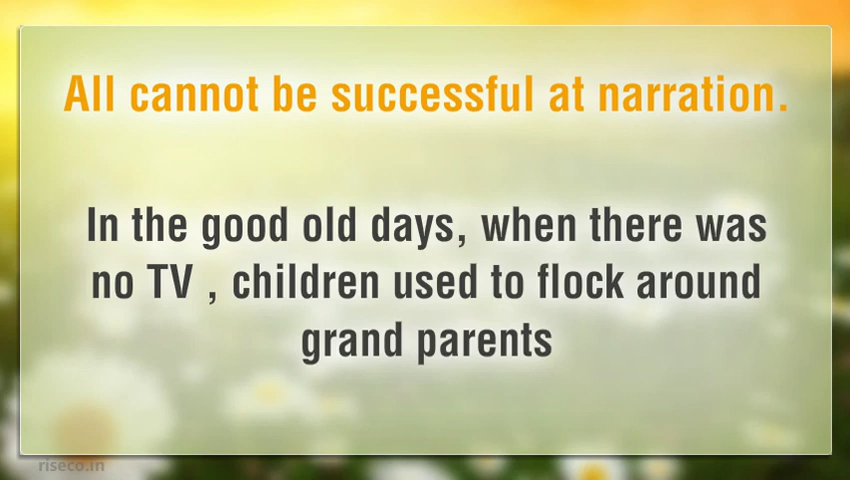 All cannot be successful at narration.
In the good old days, when there was
no TV , children used to flock around
grand parents
riseco.in